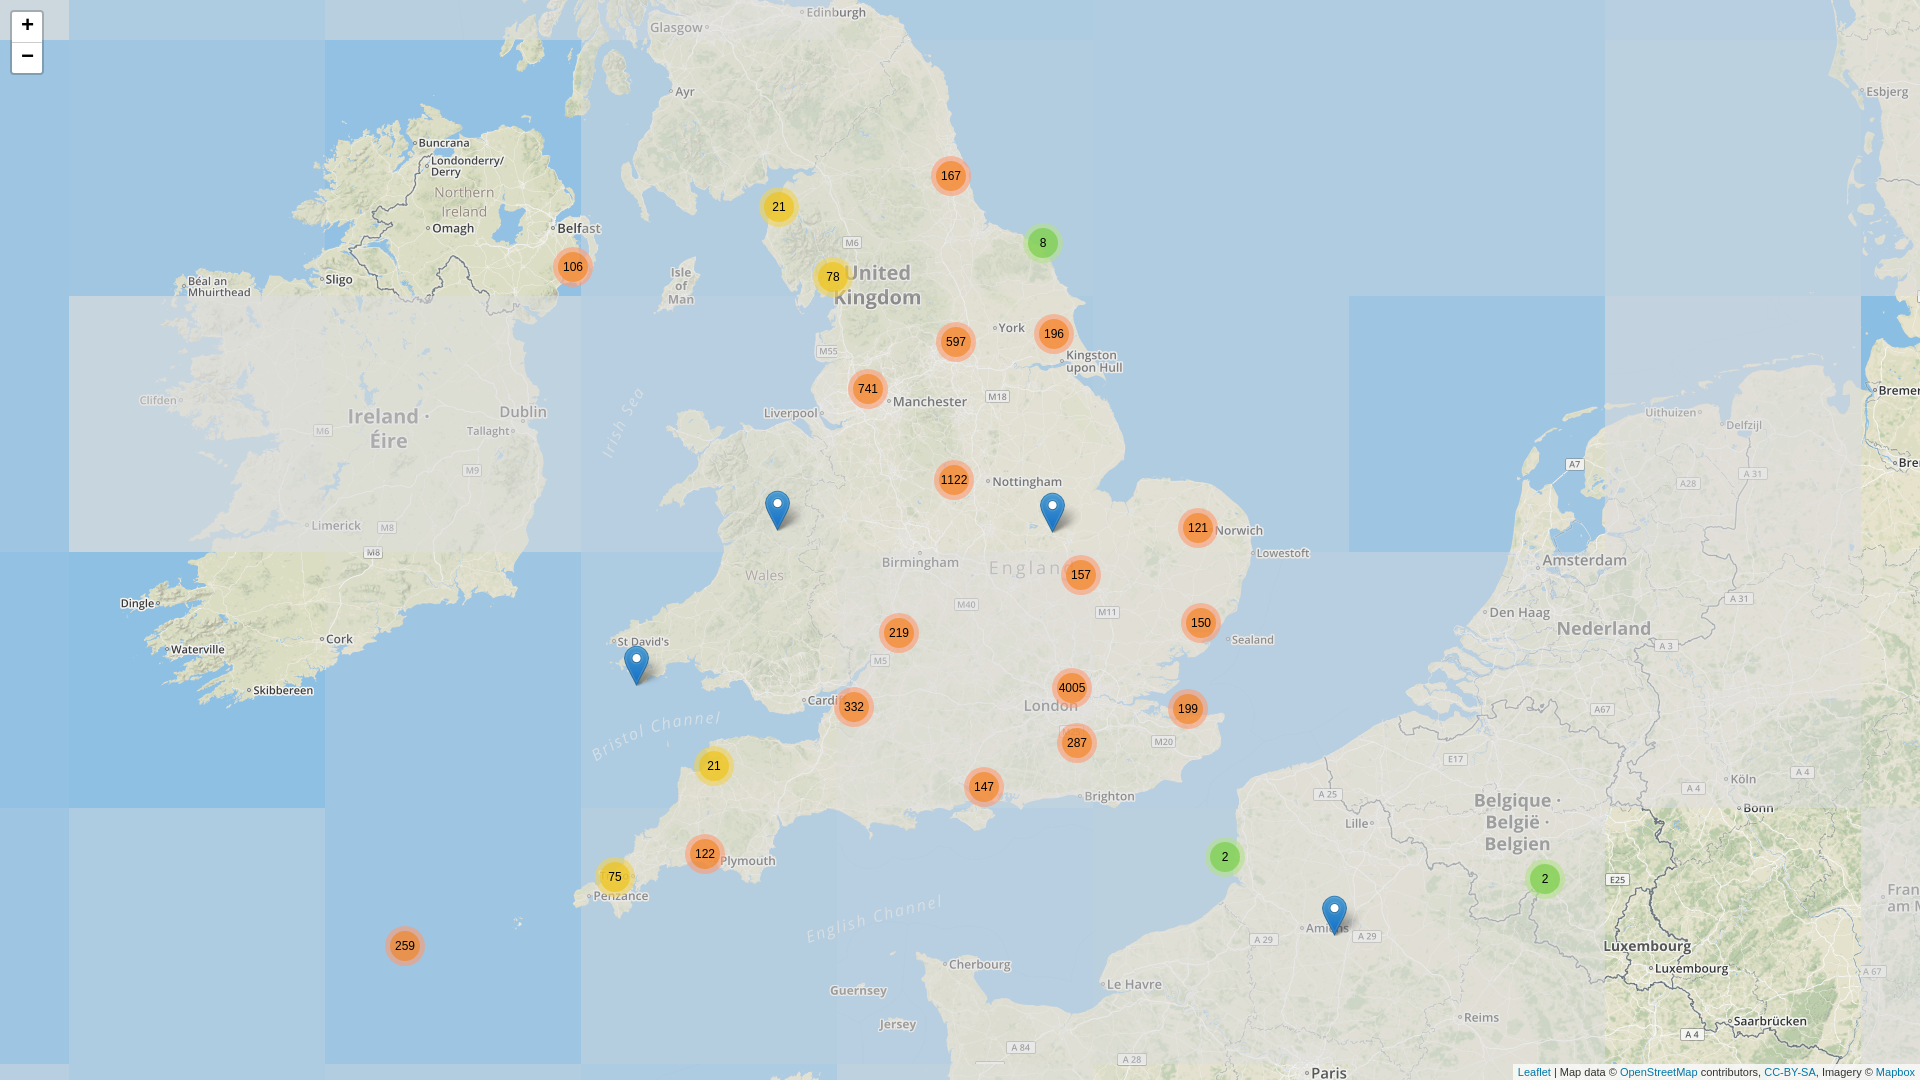 +
−
Edinburgh
Glasgow
Ayr
Esbjerg
Buncrana
Londonderry/
Derry
Northern
Ireland
Omagh
Belfast
167
21
8
106
M6
78
United
Kingdom
Isle
of
Man
Sligo
Béal an
Mhuirthead
York
196
597
Kingston
upon Hull
M55
741
Manchester
M18
Liverpool
Irish Sea
Clifden
Ireland ·
Éire
Dublin
Tallaght
M6
M9
Limerick
M8
M8
Bremer
Uithuizen
Delfzijl
A7
A 31
A28
Bre
1122
Nottingham
121
Norwich
Lowestoft
Birmingham
Wales
Englan
157
M40
M11
150
Sealand
219
M5
Amsterdam
Den Haag
A 31
Nederland
A 3
Dingle
Cork
Waterville
Skibbereen
St David's
Cardi
332
4005
London
199
287
M20
Bristol Channel
21
147
Brighton
A67
E17
Köln
A 4
A 4
A 25
Lille
Belgique ·
België ·
Belgien
Bonn
122
Plymouth
75
Penzance
259
English Channel
2
2
E25
Fran
am M
Amiens
A 29
A 29
Luxembourg
Luxembourg
A 67
Cherbourg
Guernsey
Jersey
Le Havre
Reims
Saarbrücken
A 4
A 84
A 28
Paris
Leaflet | Map data © OpenStreetMap contributors, CC-BY-SA, Imagery © Mapbox